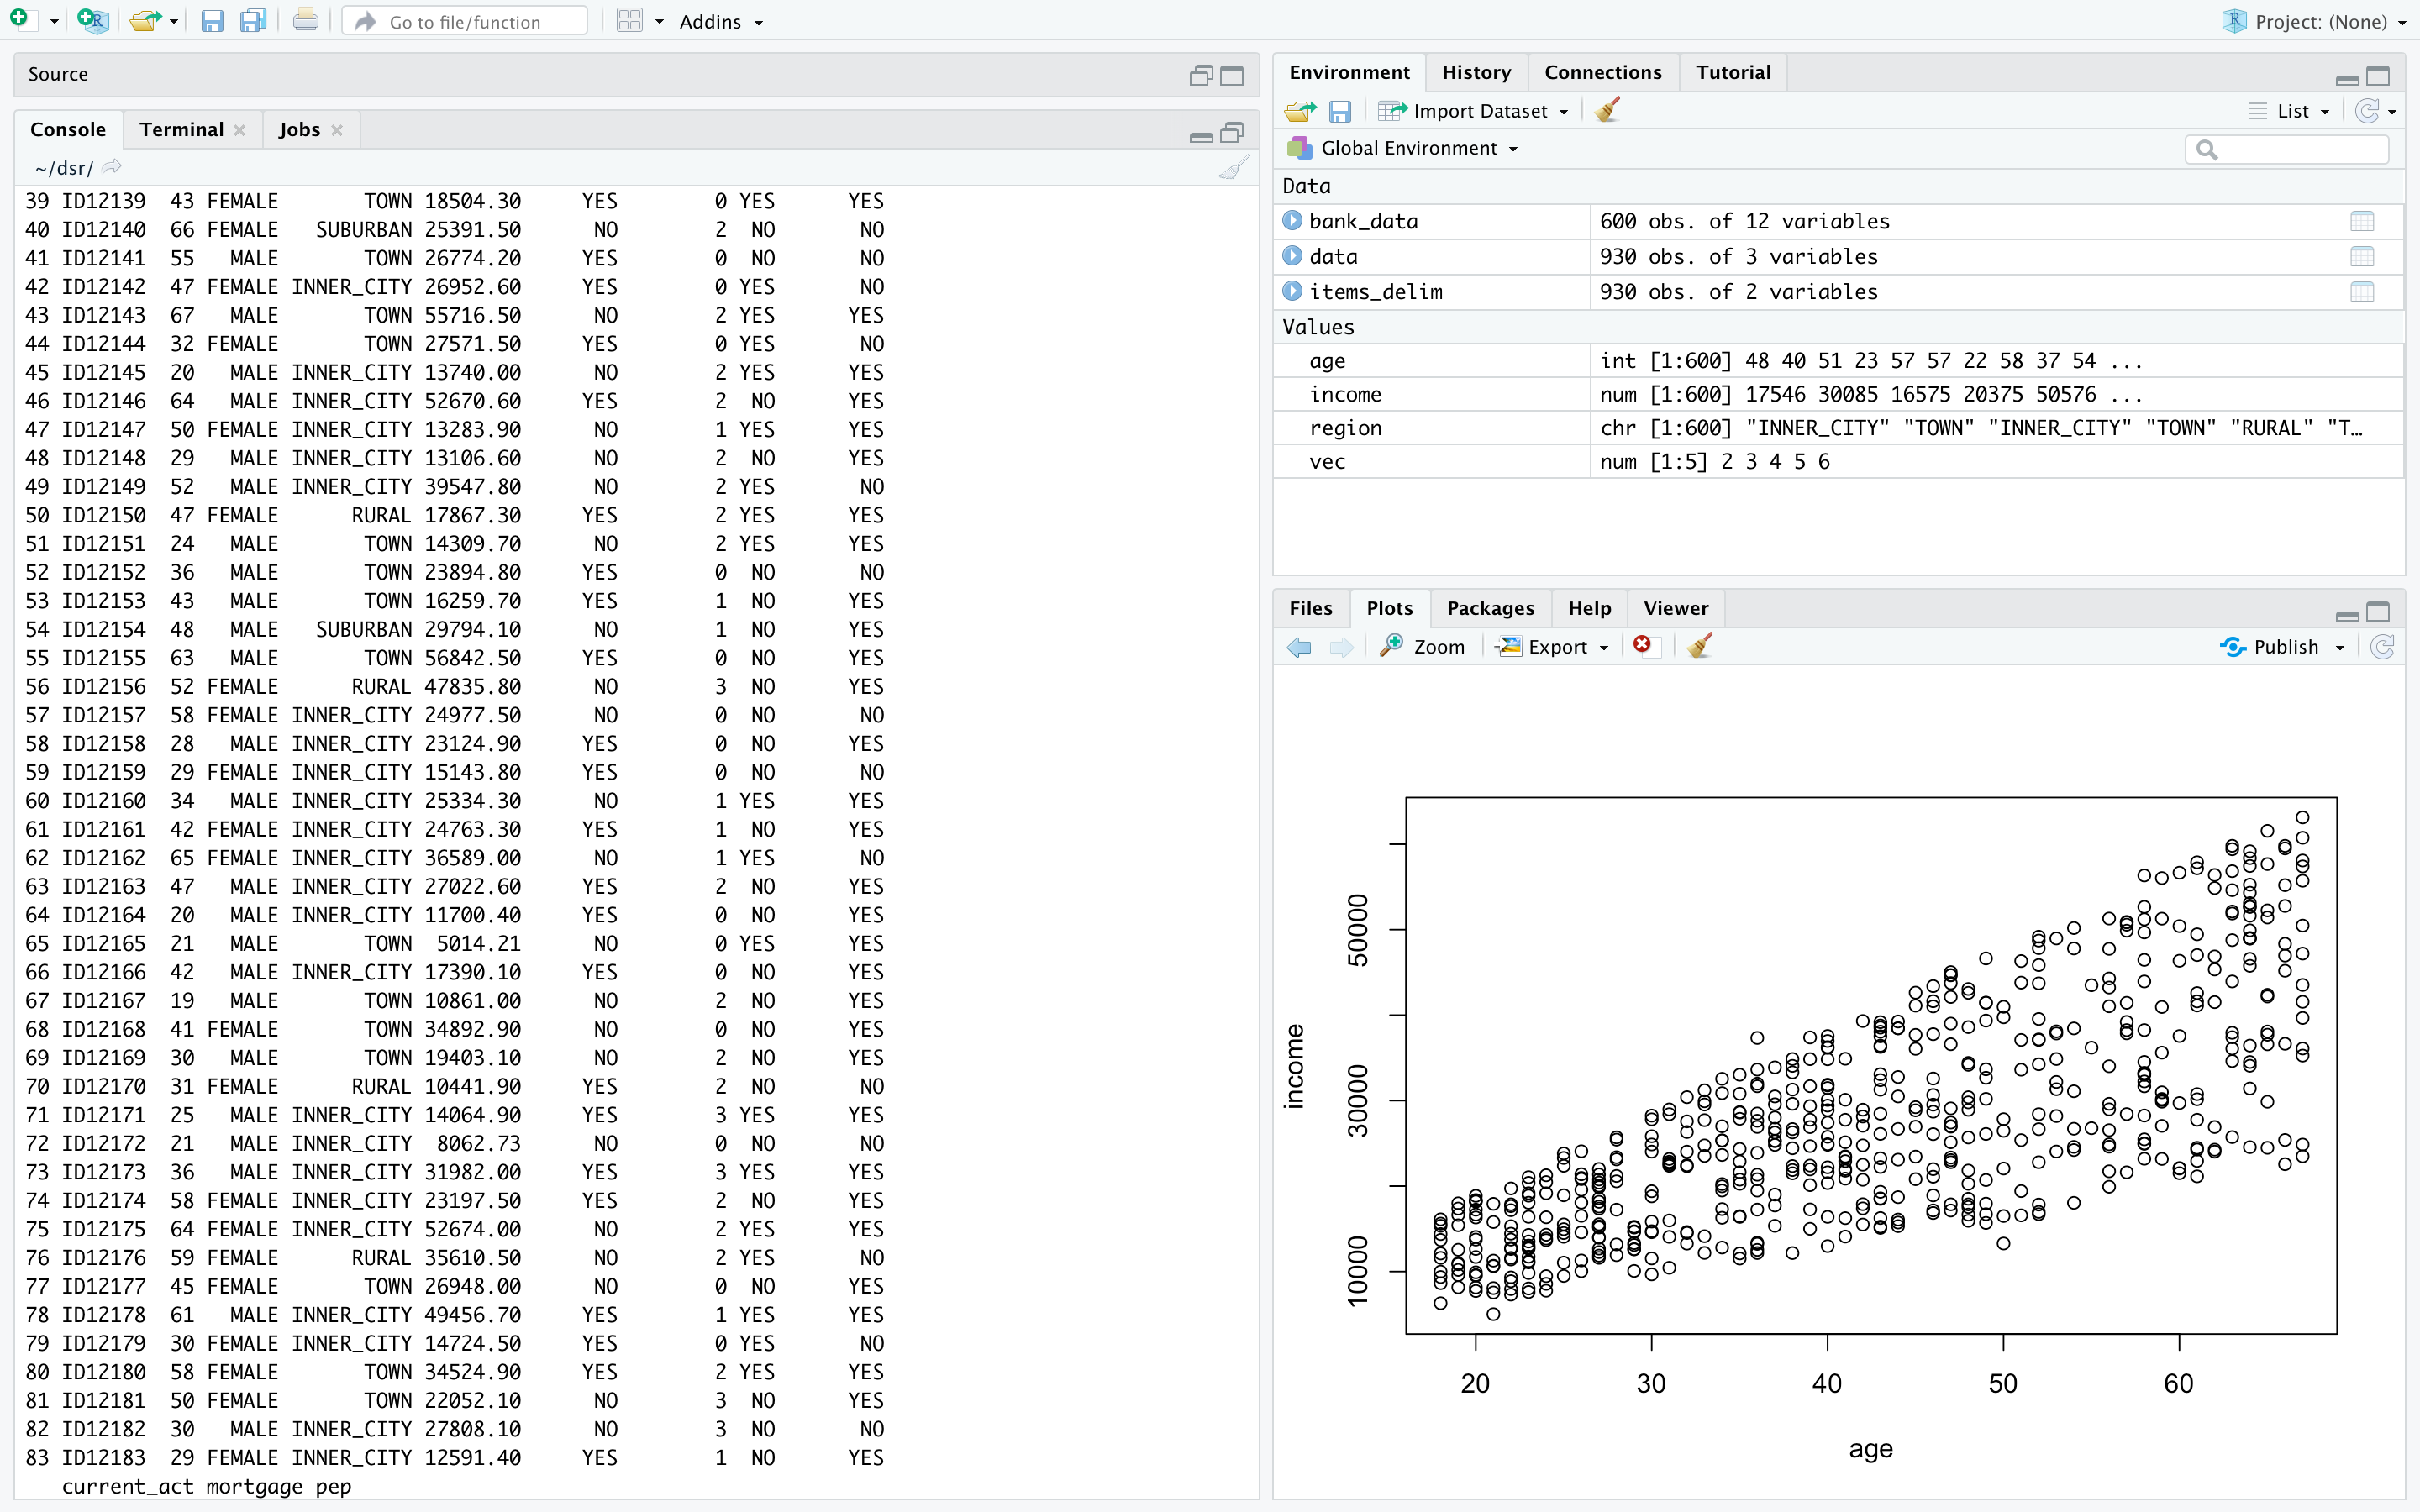 Go to file/function Addins Project: (None)
Source
Console Terminal Jobs
~/dsr/
39 ID12139 43 FEMALE TOWN 18504.30 YES 0 YES YES
40 ID12140 66 FEMALE SUBURBAN 25391.50 NO 2 NO NO
41 ID12141 55 MALE TOWN 26774.20 YES 0 NO NO
42 ID12142 47 FEMALE INNER_CITY 26952.60 YES 0 YES NO
43 ID12143 67 MALE TOWN 55716.50 NO 2 YES YES
44 ID12144 32 FEMALE TOWN 27571.50 YES 0 YES NO
45 ID12145 20 MALE INNER_CITY 13740.00 NO 2 YES YES
46 ID12146 64 MALE INNER_CITY 52670.60 YES 2 NO YES
47 ID12147 50 FEMALE INNER_CITY 13283.90 NO 1 YES YES
48 ID12148 29 MALE INNER_CITY 13106.60 NO 2 NO YES
49 ID12149 52 MALE INNER_CITY 39547.80 NO 2 YES NO
50 ID12150 47 FEMALE RURAL 17867.30 YES 2 YES YES
51 ID12151 24 MALE TOWN 14309.70 NO 2 YES YES
52 ID12152 36 MALE TOWN 23894.80 YES 0 NO NO
53 ID12153 43 MALE TOWN 16259.70 YES 1 NO YES
54 ID12154 48 MALE SUBURBAN 29794.10 NO 1 NO YES
55 ID12155 63 MALE TOWN 56842.50 YES 0 NO YES
56 ID12156 52 FEMALE RURAL 47835.80 NO 3 NO YES
57 ID12157 58 FEMALE INNER_CITY 24977.50 NO 0 NO NO
58 ID12158 28 MALE INNER_CITY 23124.90 YES 0 NO YES
59 ID12159 29 FEMALE INNER_CITY 15143.80 YES 0 NO NO
60 ID12160 34 MALE INNER_CITY 25334.30 NO 1 YES YES
61 ID12161 42 FEMALE INNER_CITY 24763.30 YES 1 NO YES
62 ID12162 65 FEMALE INNER_CITY 36589.00 NO 1 YES NO
63 ID12163 47 MALE INNER_CITY 27022.60 YES 2 NO YES
64 ID12164 20 MALE INNER_CITY 11700.40 YES 0 NO YES
65 ID12165 21 MALE TOWN 5014.21 NO 0 YES YES
66 ID12166 42 MALE INNER_CITY 17390.10 YES 0 NO YES
67 ID12167 19 MALE TOWN 10861.00 NO 2 NO YES
68 ID12168 41 FEMALE TOWN 34892.90 NO 0 NO YES
69 ID12169 30 MALE TOWN 19403.10 NO 2 NO YES
70 ID12170 31 FEMALE RURAL 10441.90 YES 2 NO NO
71 ID12171 25 MALE INNER_CITY 14064.90 NO 3 YES YES
72 ID12172 21 MALE INNER_CITY 8062.73 NO 0 NO NO
73 ID12173 36 MALE INNER_CITY 31982.00 YES 3 YES YES
74 ID12174 58 FEMALE INNER_CITY 23197.50 YES 2 NO YES
75 ID12175 64 FEMALE INNER_CITY 52674.00 NO 2 YES YES
76 ID12176 59 FEMALE RURAL 35610.50 NO 2 YES NO
77 ID12177 45 FEMALE TOWN 26948.00 NO 0 NO YES
78 ID12178 61 MALE INNER_CITY 49456.70 YES 1 YES YES
79 ID12179 30 FEMALE INNER_CITY 14724.50 YES 0 YES NO
80 ID12180 58 FEMALE TOWN 34524.90 YES 2 YES YES
81 ID12181 50 FEMALE TOWN 22052.10 NO 3 NO YES
82 ID12182 30 MALE INNER_CITY 27808.10 NO 3 NO NO
83 ID12183 29 FEMALE INNER_CITY 12591.40 YES 1 NO YES
current_act mortgage pep
Environment History Connections Tutorial
Import Dataset List
Global Environment
Data
bank_data 600 obs. of 12 variables
data 930 obs. of 3 variables
items_delim 930 obs. of 2 variables
Values
age int [1:600] 48 40 51 23 57 57 22 58 37 54 ...
income num [1:600] 17546 30085 16575 20375 50576 ...
region chr [1:600] "INNER_CITY" "TOWN" "INNER_CITY" "TOWN" "RURAL" "T…
vec num [1:5] 2 3 4 5 6
Files Plots Packages Help Viewer
Zoom Export Publish
income
50000
30000
10000
20 30 40 50 60
age